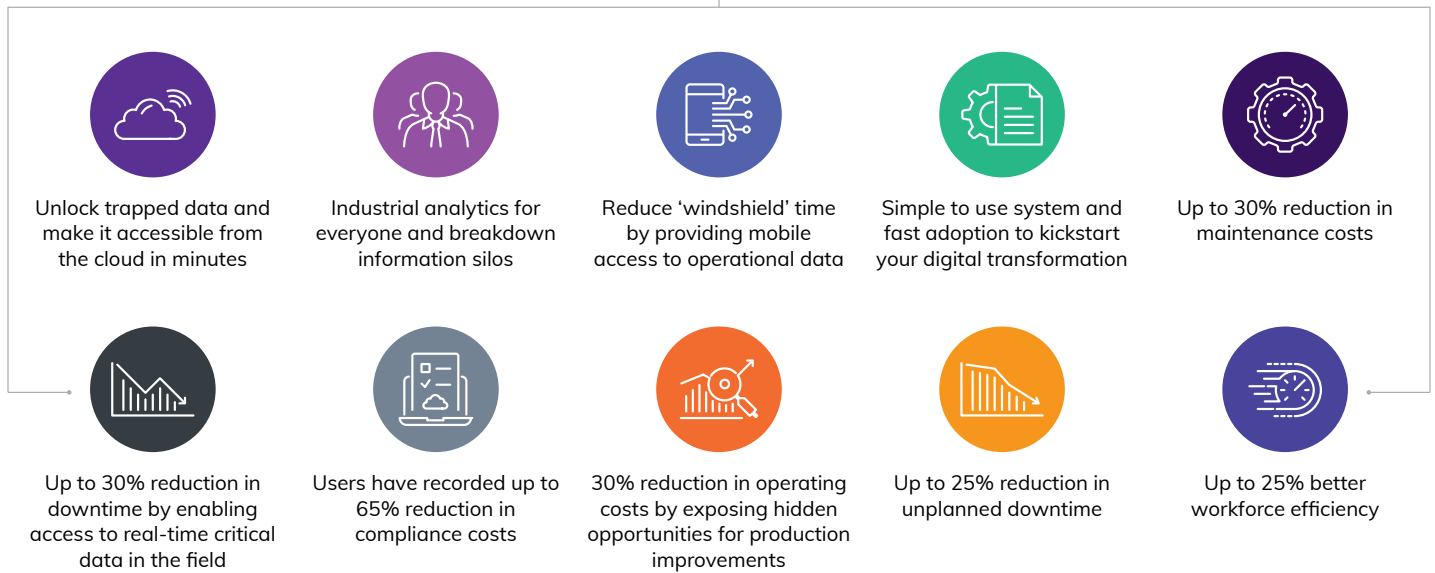 Unlock trapped data and
make it accessible from
the cloud in minutes
Industrial analytics for
everyone and breakdown
information silos
Reduce ‘windshield’ time
by providing mobile
access to operational data
Simple to use system and
fast adoption to kickstart
your digital transformation
Up to 30% reduction in
maintenance costs
Up to 30% reduction in
downtime by enabling
access to real-time critical
data in the field
Users have recorded up to
65% reduction in
compliance costs
30% reduction in operating
costs by exposing hidden
opportunities for production
improvements
Up to 25% reduction in
unplanned downtime
Up to 25% better
workforce efficiency